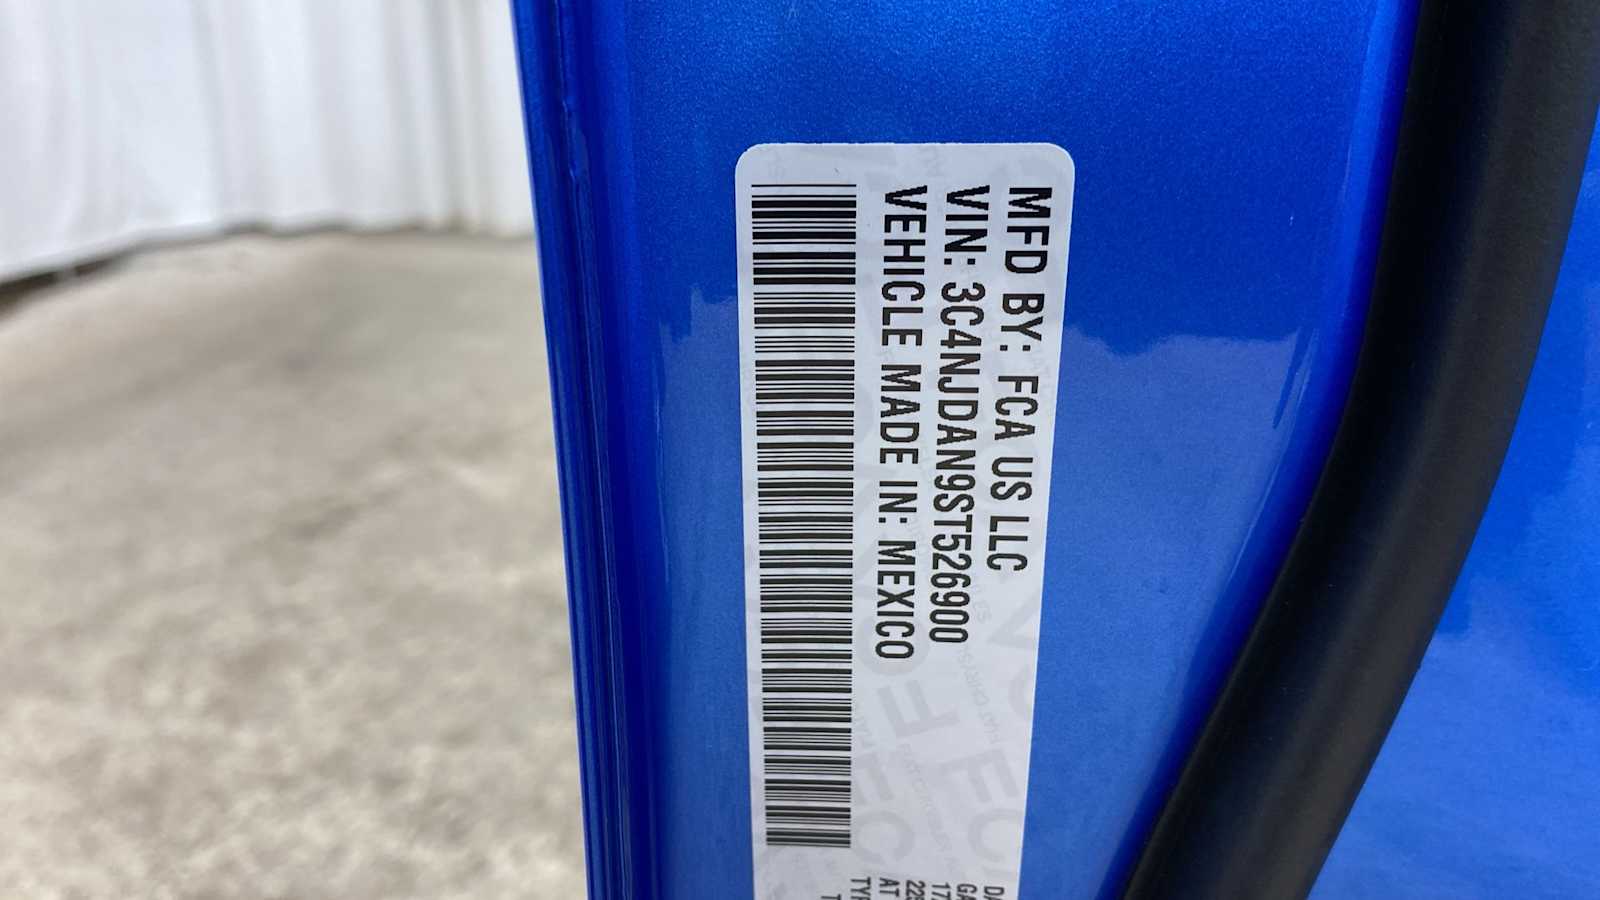 MFD BY: FCA US LLC
VIN: 3C4NJDAN9ST526900
VEHICLE MADE IN: MEXICO